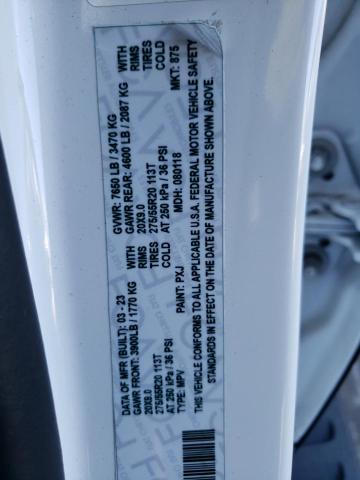 DATE OF MFR (BUILT): 03 - 23 GVWR: 7650 LB / 3470 KG
GAWR FRONT: 3900LB / 1770 KG WITH GAWR REAR: 4600 LB / 2087 KG WITH
20X9.0 RIMS 20X9.0 RIMS
275/55R20 113T TIRES 275/55R20 113T TIRES
AT 250 kPa / 36 PSI COLD AT 250 kPa / 36 PSI COLD
TYPE: MPV MDH: 080118 MKT: 875
PAINT: PXJ
THIS VEHICLE CONFORMS TO ALL APPLICABLE U.S.A. FEDERAL MOTOR VEHICLE SAFETY
STANDARDS IN EFFECT ON THE DATE OF MANUFACTURE SHOWN ABOVE.